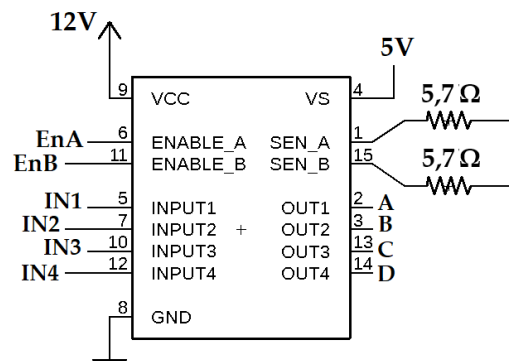 12V
5V
9 VCC VS 4
5,7 Ω
EnA 6 ENABLE_A SEN_A 1
EnB 11 ENABLE_B SEN_B 15
5,7 Ω
IN1 5 INPUT1 OUT1 2 A
IN2 7 INPUT2 + OUT2 3 B
IN3 10 INPUT3 OUT3 13 C
IN4 12 INPUT4 OUT4 14 D
8 GND